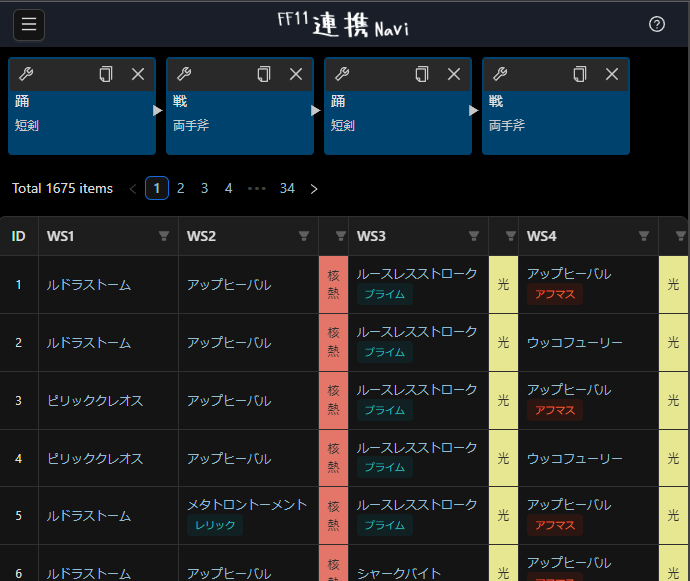 FF11連携Navi
踊
短剣
戦
両手斧
踊
短剣
戦
両手斧
Total 1675 items 1 2 3 4 ••• 34
ID WS1 WS2 WS3 WS4
1 ルドラストーム アップヒーバル 核熱 ルースレスストローク プライム 光 アップヒーバル アフマス 光
2 ルドラストーム アップヒーバル 核熱 ルースレスストローク プライム 光 ウッコフューリー 光
3 ピリッククレオス アップヒーバル 核熱 ルースレスストローク プライム 光 アップヒーバル アフマス 光
4 ピリッククレオス アップヒーバル 核熱 ルースレスストローク プライム 光 ウッコフューリー 光
5 ルドラストーム メタトロントーメント レリック 核熱 ルースレスストローク プライム 光 アップヒーバル アフマス 光
6 ルドラストーム アップヒーバル 核熱 シャークバイト 光 アップヒーバル 光